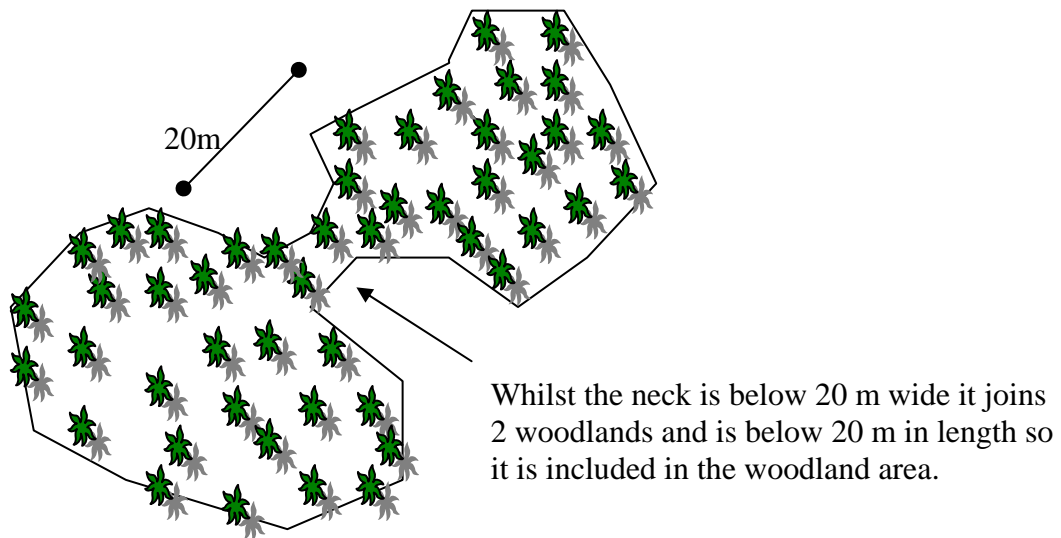 20m
Whilst the neck is below 20 m wide it joins
2 woodlands and is below 20 m in length so
it is included in the woodland area.